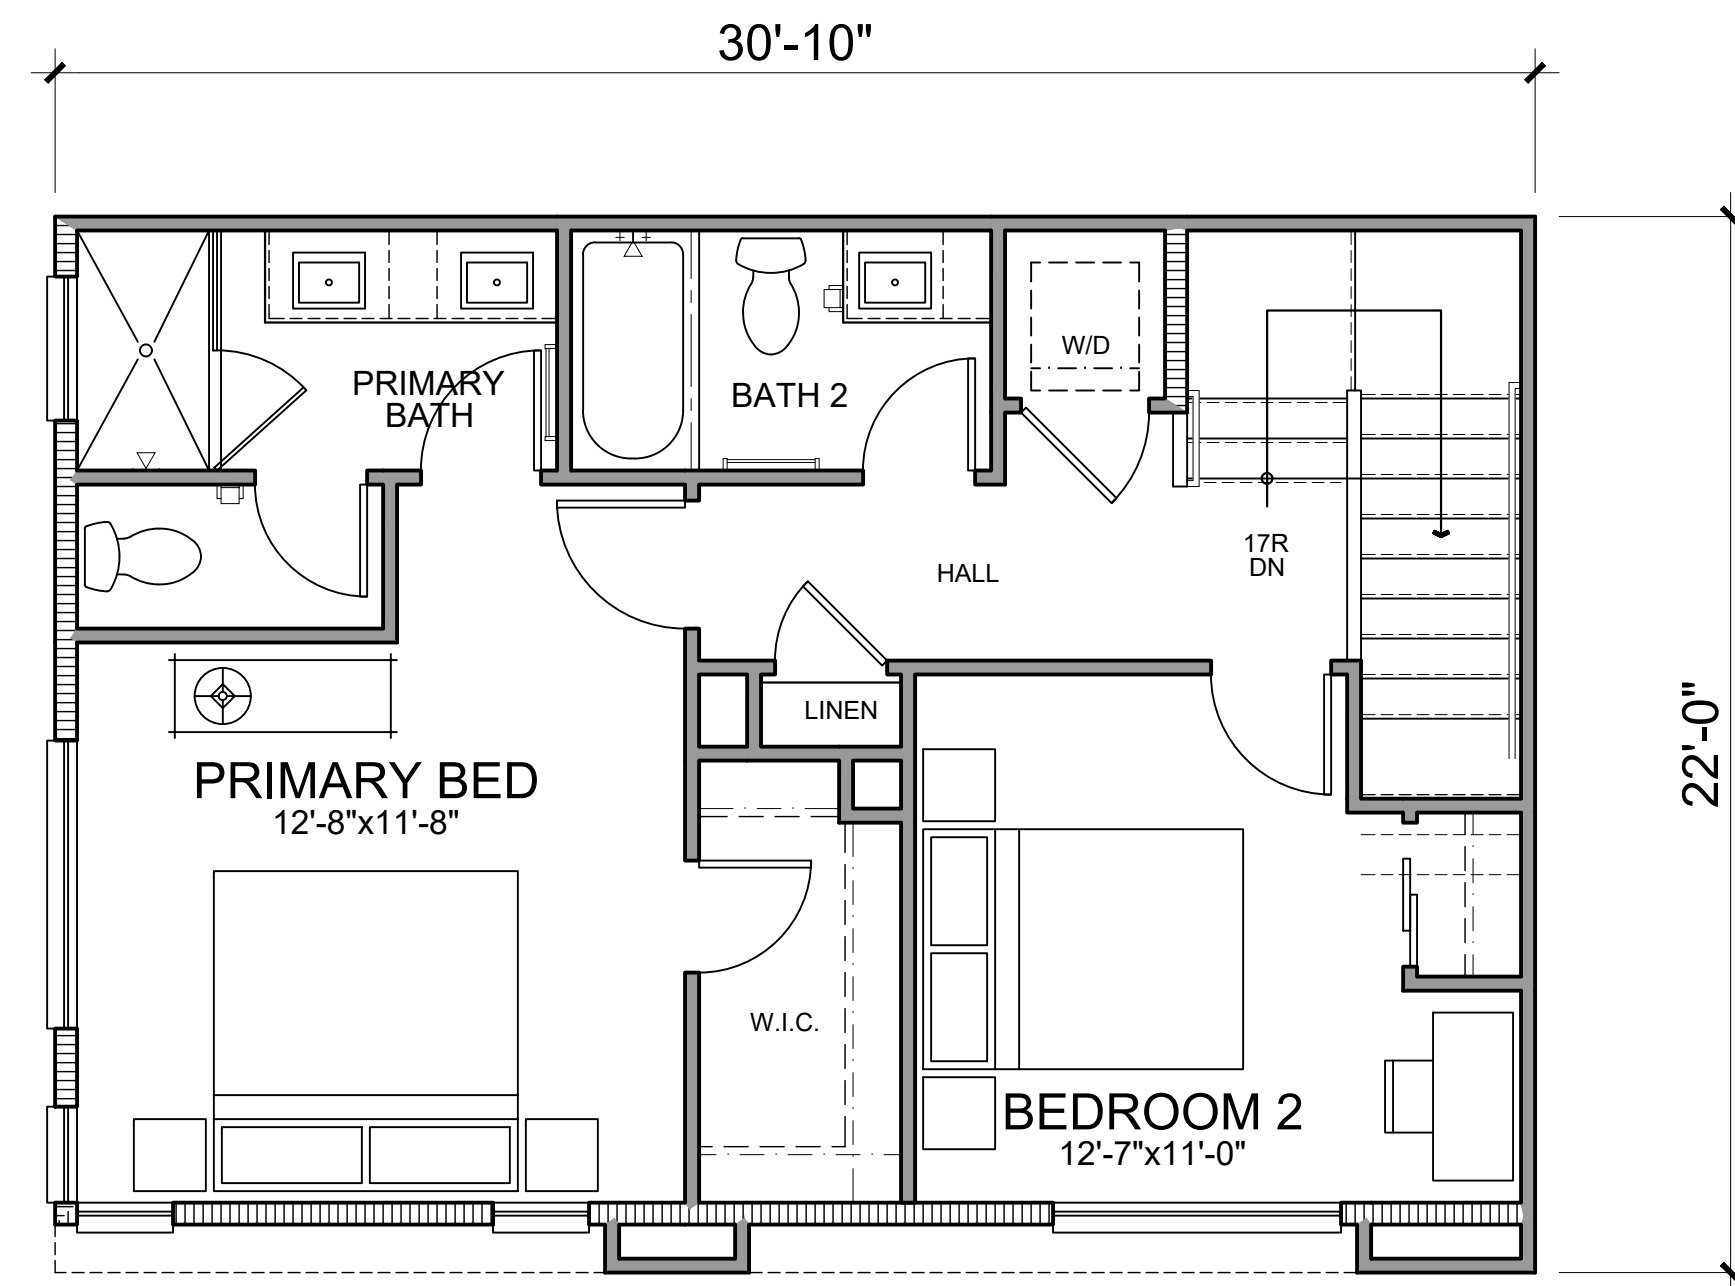 30'-10"
PRIMARY
BATH
BATH 2
W/D
17R
DN
HALL
LINEN
22'-0"
PRIMARY BED
12'-8"x11'-8"
W.I.C.
BEDROOM 2
12'-7"x11'-0"